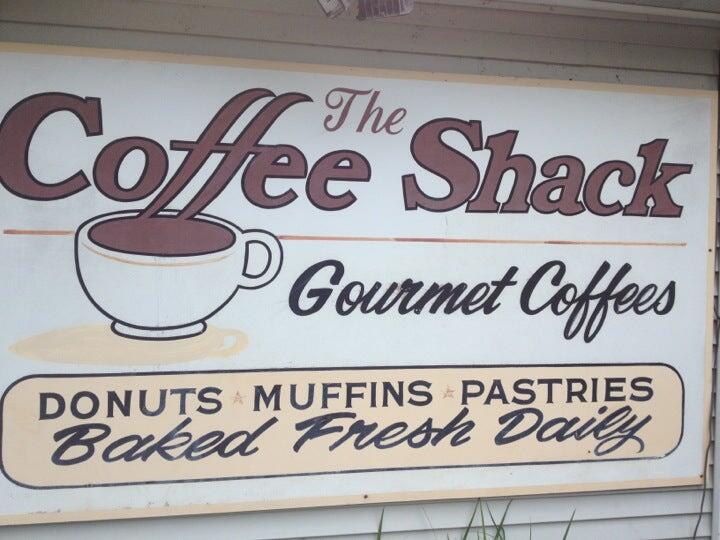 The
Coffee Shack
Gourmet Coffees
DONUTS MUFFINS PASTRIES
Baked Fresh Daily